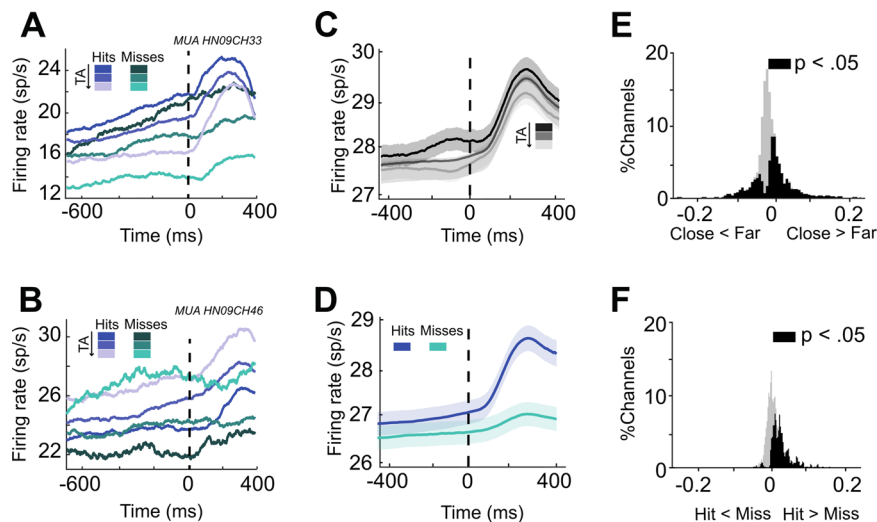 A
MUA HN09CH33
Hits Misses
TA
Firing rate (sp/s)
24
20
16
12
-600 0 400
Time (ms)
B
MUA HN09CH46
Hits Misses
TA
Firing rate (sp/s)
30
26
22
-600 0 400
Time (ms)
C
Firing rate (sp/s)
30
29
28
27
TA
-400 0 400
Time (ms)
D
Hits Misses
Firing rate (sp/s)
29
28
27
26
-400 0 400
Time (ms)
E
p < .05
%Channels
20
10
0
-0.2 0 0.2
Close < Far Close > Far
F
p < .05
%Channels
20
10
0
-0.2 0 0.2
Hit < Miss Hit > Miss